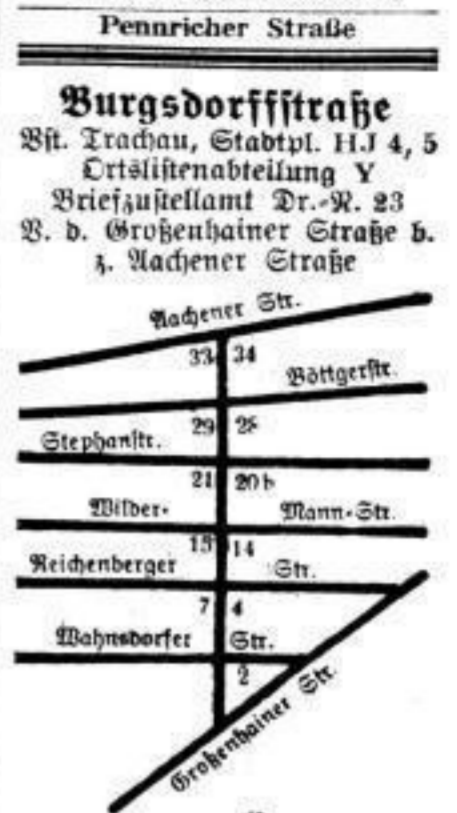 Pennricher Straße
Burgsdorffstraße
Bst. Trachau, Stadtpl. HJ 4, 5
Ortslistenabteilung Y
Briefzustellamt Dr.-N. 23
V. d. Großenhainer Straße b.
z. Aachener Straße
Aachener Str.
33 34
Böttgerstr.
29 28
Stephanstr.
21 20b
Wilder- Mann-Str.
15 14
Reichenberger Str.
7 4
Wahnsdorfer Str.
2
Großenhainer Str.